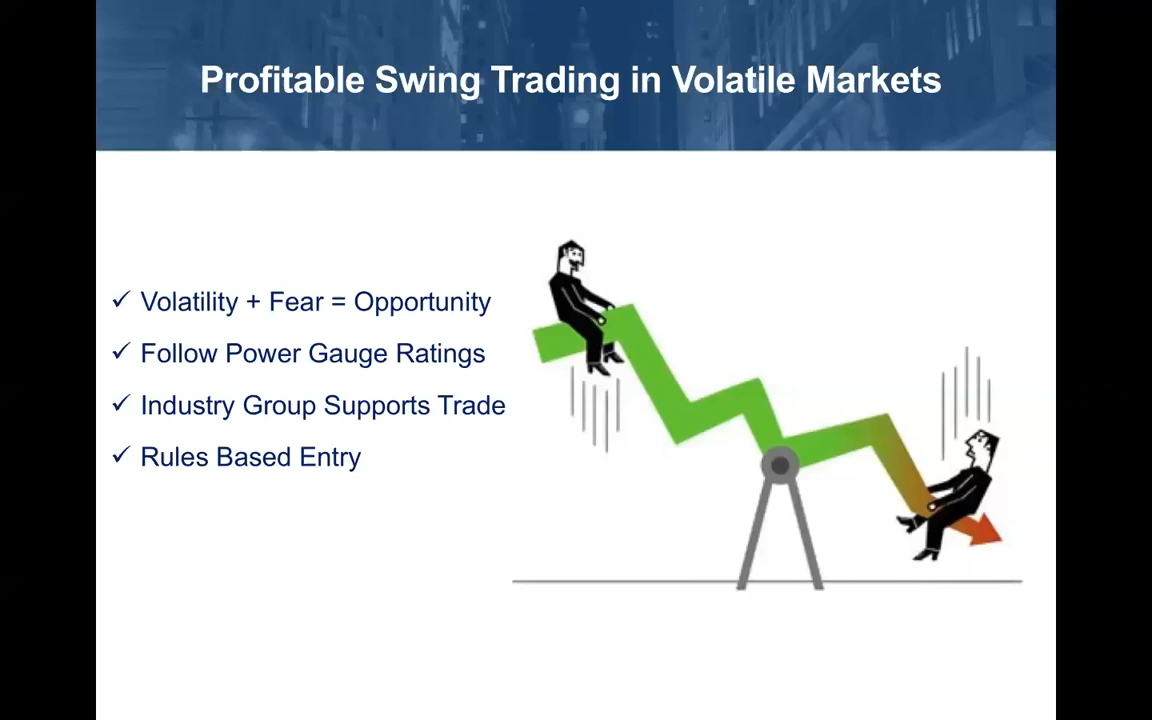 Profitable Swing Trading in Volatile Markets
✓ Volatility + Fear = Opportunity
✓ Follow Power Gauge Ratings
✓ Industry Group Supports Trade
✓ Rules Based Entry